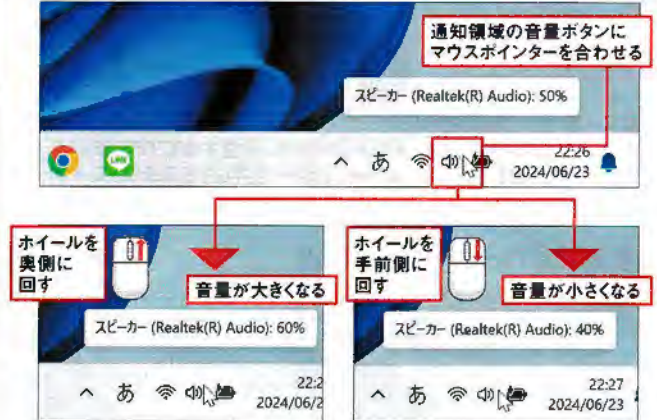 通知領域の音量ボタンに
マウスポインターを合わせる
スピーカー (Realtek(R) Audio): 50%
LINE
あ
22:26
2024/06/23
ホイールを
奥側に
回す
音量が大きくなる
スピーカー (Realtek(R) Audio): 60%
あ
22:2
2024/06/2
ホイールを
手前側に
回す
音量が小さくなる
スピーカー (Realtek(R) Audio): 40%
あ
22:27
2024/06/23